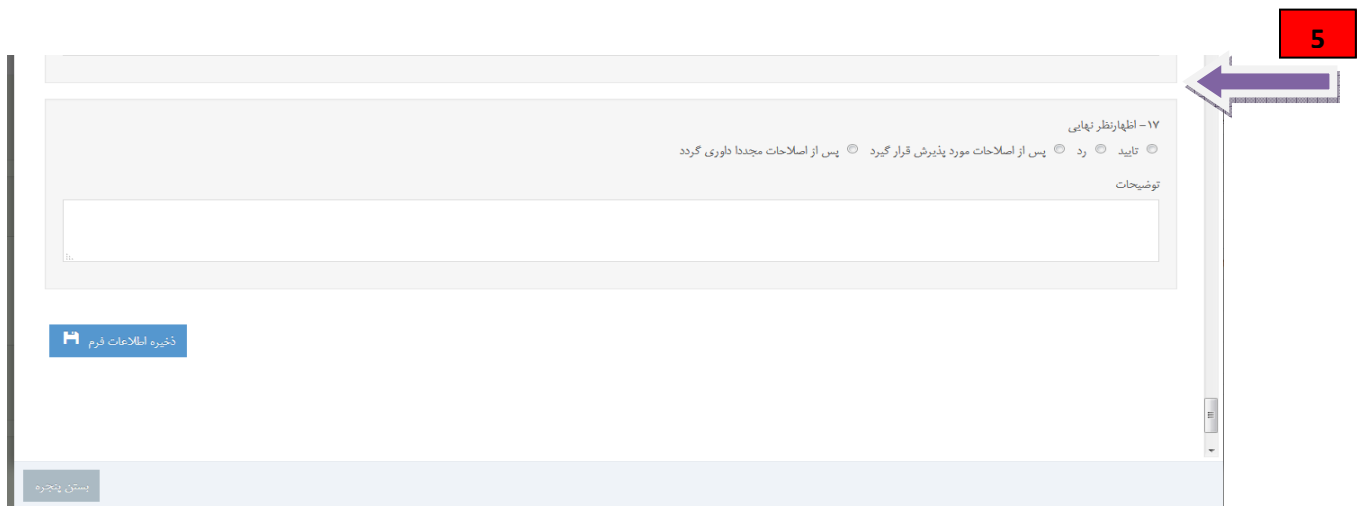 5
۱۷- اظهارنظر نهایی
تایید رد پس از اصلاحات مورد پذیرش قرار گیرد پس از اصلاحات مجددا داوری گردد
توضیحات
ذخیره اطلاعات فرم
بستن پنجره